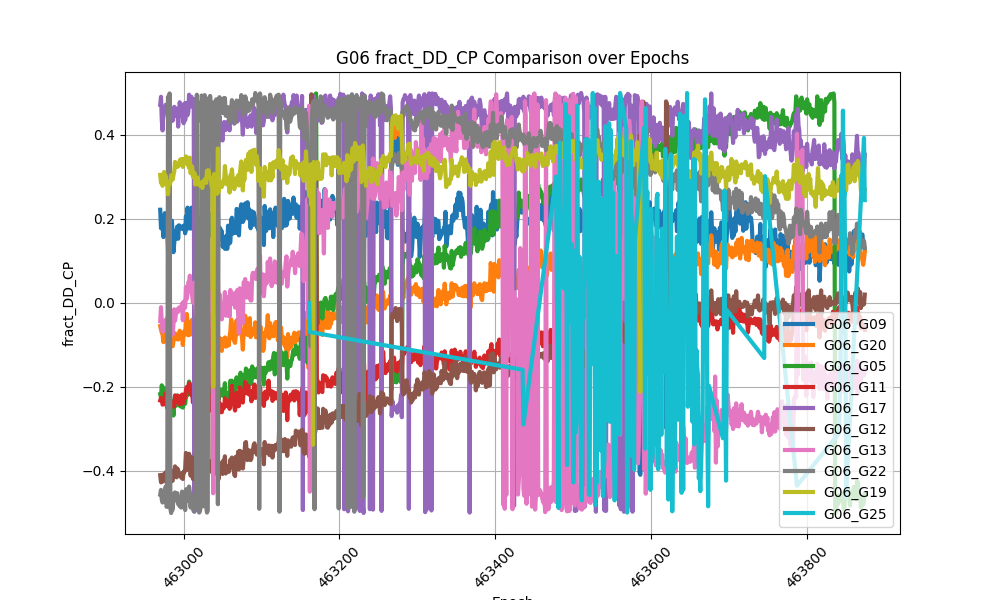 G06 fract_DD_CP Comparison over Epochs
fract_DD_CP
0.4
0.2
0.0
−0.2
−0.4
463000
463200
463400
463600
463800
Epoch
G06_G09
G06_G20
G06_G05
G06_G11
G06_G17
G06_G12
G06_G13
G06_G22
G06_G19
G06_G25